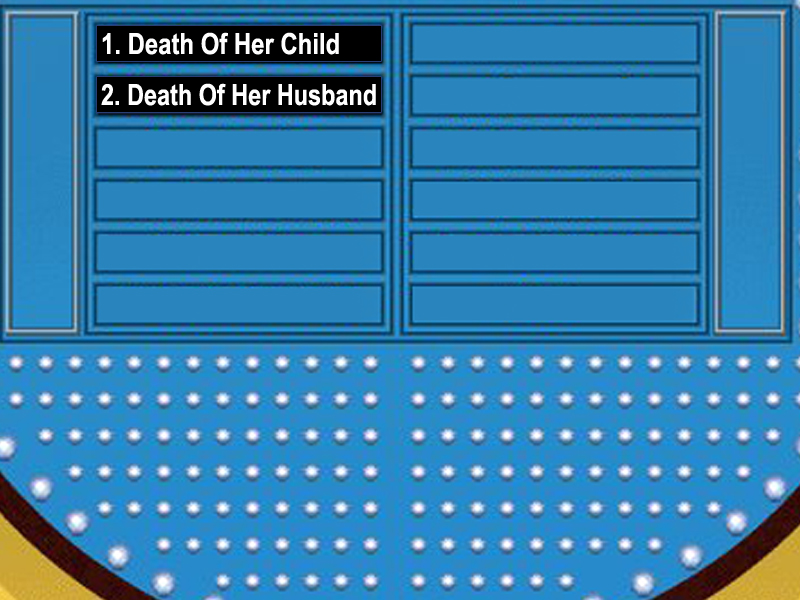 1. Death Of Her Child
2. Death Of Her Husband